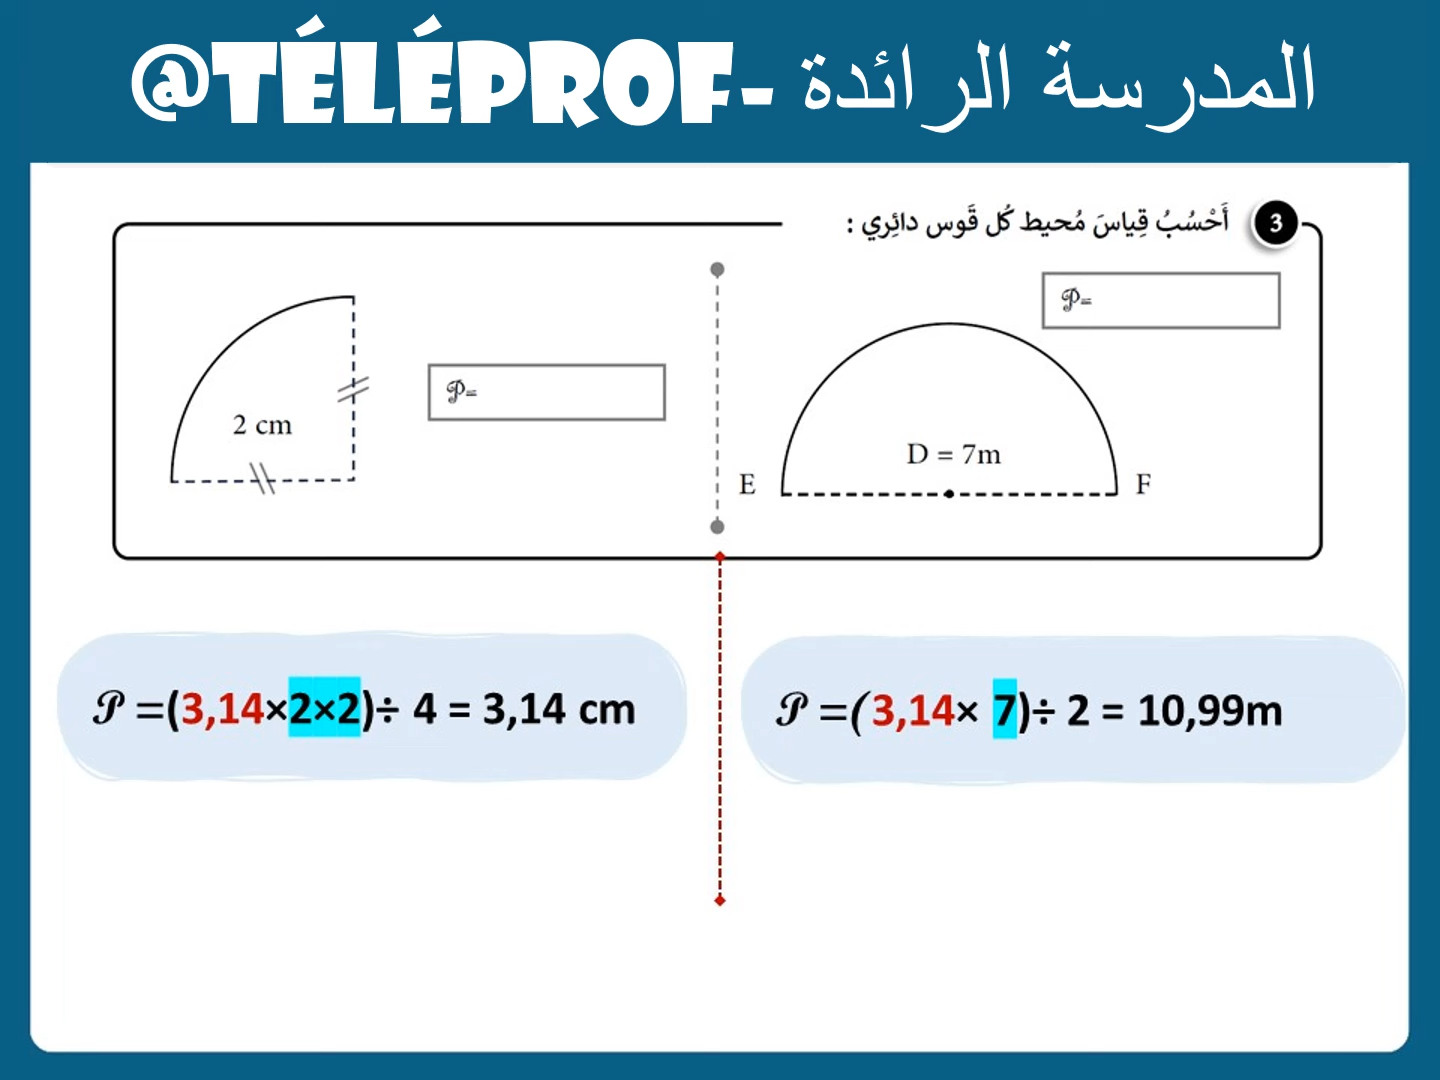 @TÉLÉPROF- المدرسة الرائدة
3 أَحْسُبُ قِياسَ مُحيط كُل قَوس دائِري :
𝒫=
2 cm
𝒫=
D = 7m
E
F
𝒫 =(3,14×2×2)÷ 4 = 3,14 cm
𝒫 =(3,14× 7)÷ 2 = 10,99m